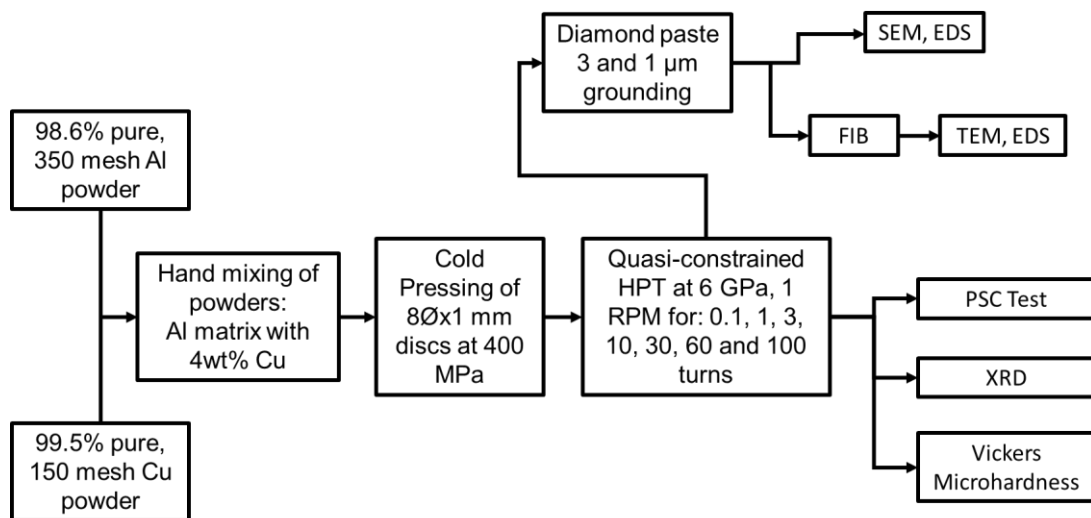 98.6% pure,
350 mesh Al
powder
99.5% pure,
150 mesh Cu
powder
Hand mixing of
powders:
Al matrix with
4wt% Cu
Cold
Pressing of
8Øx1 mm
discs at 400
MPa
Quasi-constrained
HPT at 6 GPa, 1
RPM for: 0.1, 1, 3,
10, 30, 60 and 100
turns
Diamond paste
3 and 1 µm
grounding
SEM, EDS
FIB
TEM, EDS
PSC Test
XRD
Vickers
Microhardness